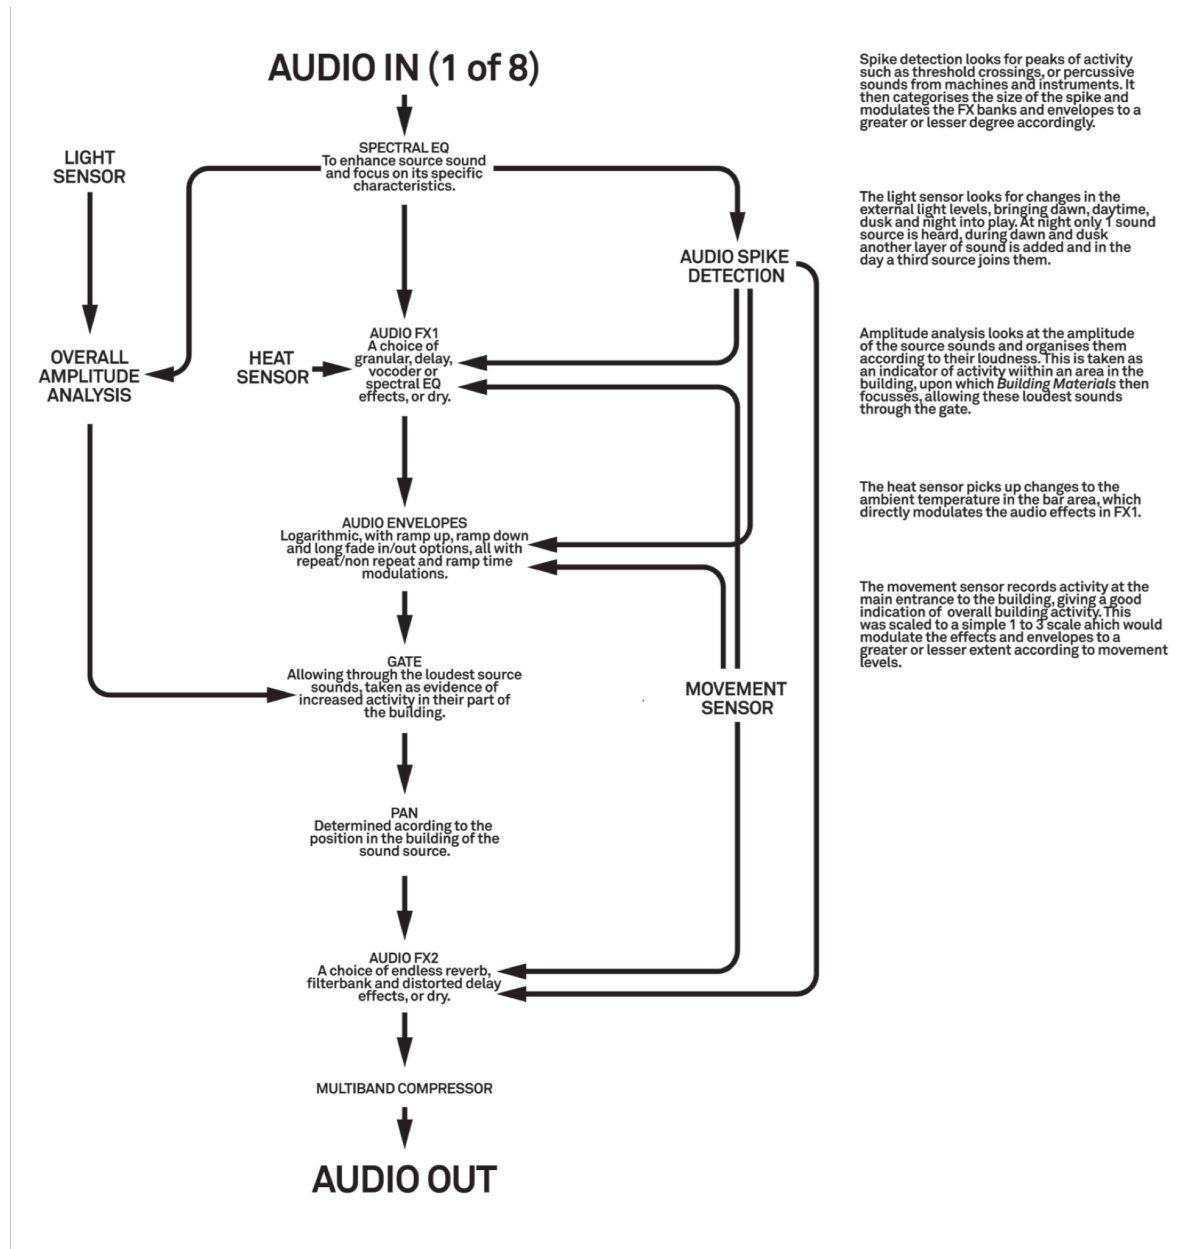 AUDIO IN (1 of 8)
SPECTRAL EQ
To enhance source sound
and focus on its specific
characteristics.
LIGHT
SENSOR
AUDIO SPIKE
DETECTION
OVERALL
AMPLITUDE
ANALYSIS
HEAT
SENSOR
AUDIO FX1
A choice of
granular, delay,
vocoder or
spectral EQ
effects, or dry.
AUDIO ENVELOPES
Logarithmic, with ramp up, ramp down
and long fade in/out options, all with
repeat/non repeat and ramp time
modulations.
GATE
Allowing through the loudest source
sounds, taken as evidence of
increased activity in their part of
the building.
MOVEMENT
SENSOR
PAN
Determined acording to the
position in the building of the
sound source.
AUDIO FX2
A choice of endless reverb,
filterbank and distorted delay
effects, or dry.
MULTIBAND COMPRESSOR
AUDIO OUT
Spike detection looks for peaks of activity
such as threshold crossings, or percussive
sounds from machines and instruments. It
then categorises the size of the spike and
modulates the FX banks and envelopes to a
greater or lesser degree accordingly.
The light sensor looks for changes in the
external light levels, bringing dawn, daytime,
dusk and night into play. At night only 1 sound
source is heard, during dawn and dusk
another layer of sound is added and in the
day a third source joins them.
Amplitude analysis looks at the amplitude
of the source sounds and organises them
according to their loudness. This is taken as
an indicator of activity wiithin an area in the
building, upon which Building Materials then
focusses, allowing these loudest sounds
through the gate.
The heat sensor picks up changes to the
ambient temperature in the bar area, which
directly modulates the audio effects in FX1.
The movement sensor records activity at the
main entrance to the building, giving a good
indication of overall building activity. This
was scaled to a simple 1 to 3 scale ahich would
modulate the effects and envelopes to a
greater or lesser extent according to movement
levels.